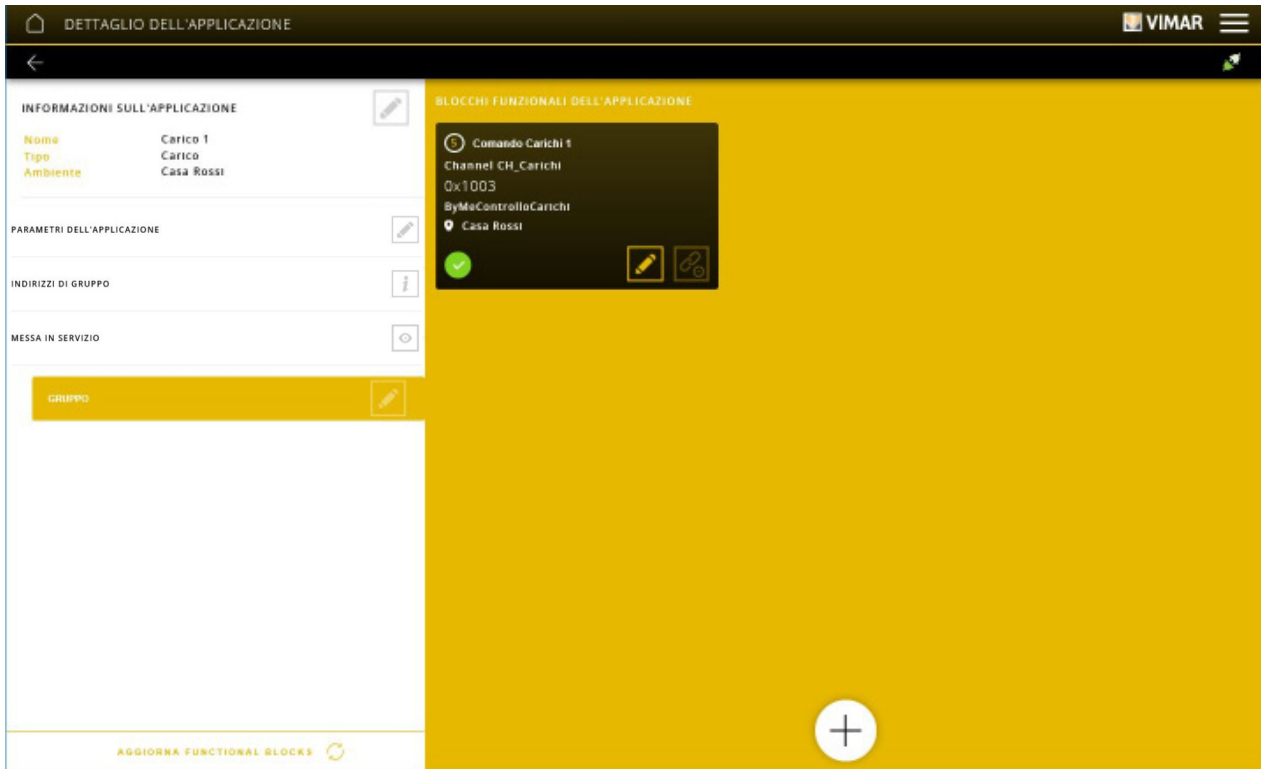 DETTAGLIO DELL'APPLICAZIONE
VIMAR
INFORMAZIONI SULL'APPLICAZIONE
Nome Carico 1
Tipo Carico
Ambiente Casa Rossi
PARAMETRI DELL'APPLICAZIONE
INDIRIZZI DI GRUPPO
i
MESSA IN SERVIZIO
GRUPPO
AGGIORNA FUNCTIONAL BLOCKS
BLOCCHI FUNZIONALI DELL'APPLICAZIONE
5 Comando Carichi 1
Channel CH_Carichi
0x1003
ByMeControlloCarichi
Casa Rossi